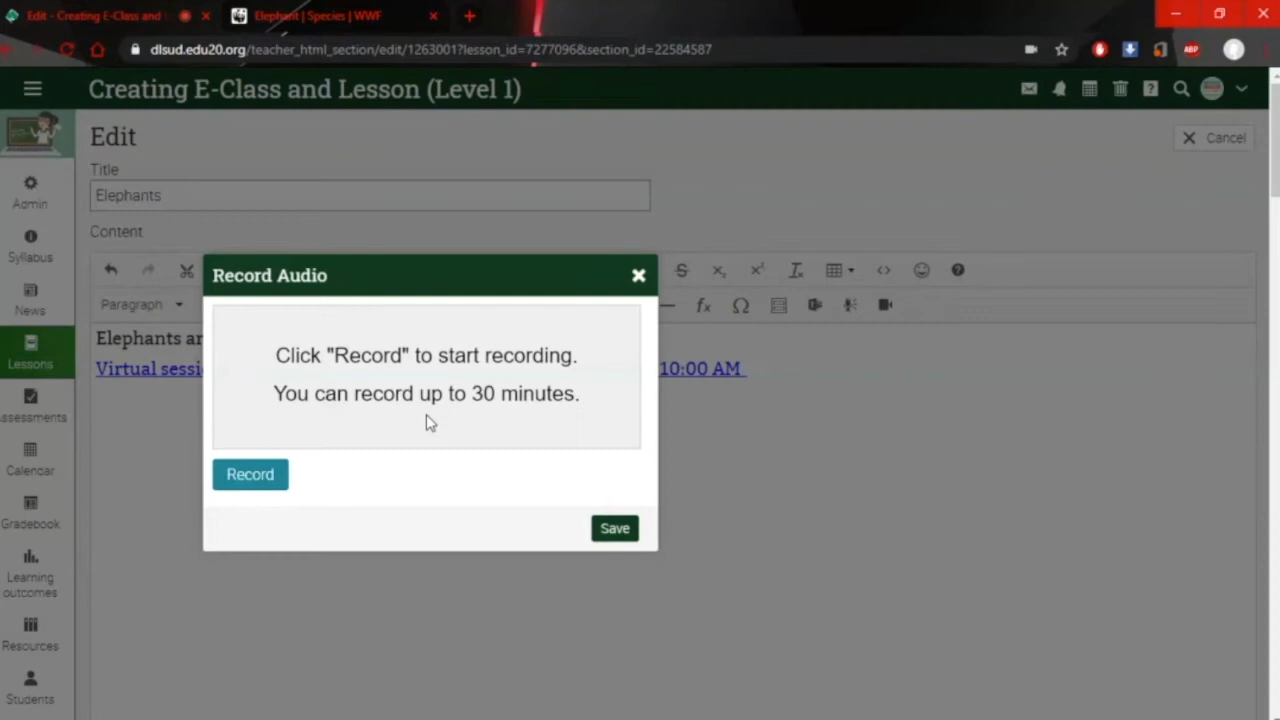 Edit - Creating E-Class and
Elephant | Species | WWF
dlsud.edu20.org/teacher_html_section/edit/1263001?lesson_id=7277096&section_id=22584587
ABP
Creating E-Class and Lesson (Level 1)
Edit
Cancel
Title
Elephants
Content
Admin
Syllabus
News
Lessons
Assessments
Calendar
Gradebook
Learning
outcomes
Resources
Students
Paragraph
Elephants
Virtual
10:00 AM
Record Audio
Click "Record" to start recording.
You can record up to 30 minutes.
Record
Save